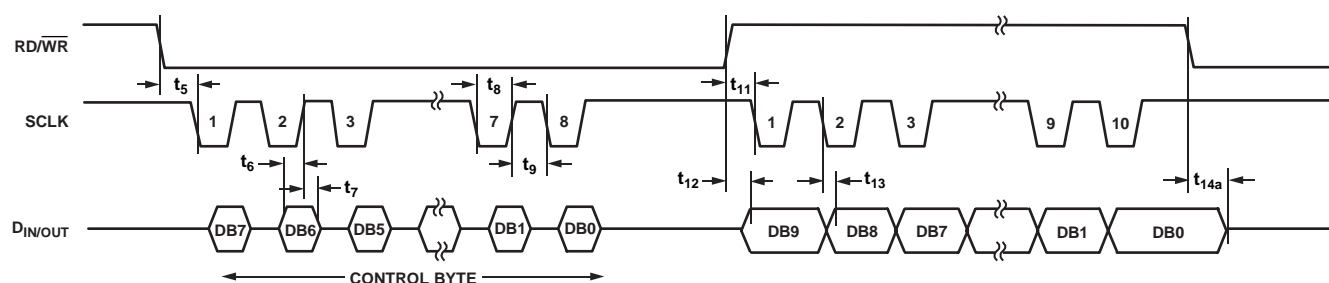 RD/WR
t5 t8 t11
SCLK 1 2 3 7 8 1 2 3 9 10
t6 t9 t12 t13 t14a
t7
DIN/OUT DB7 DB6 DB5 DB1 DB0 DB9 DB8 DB7 DB1 DB0
CONTROL BYTE